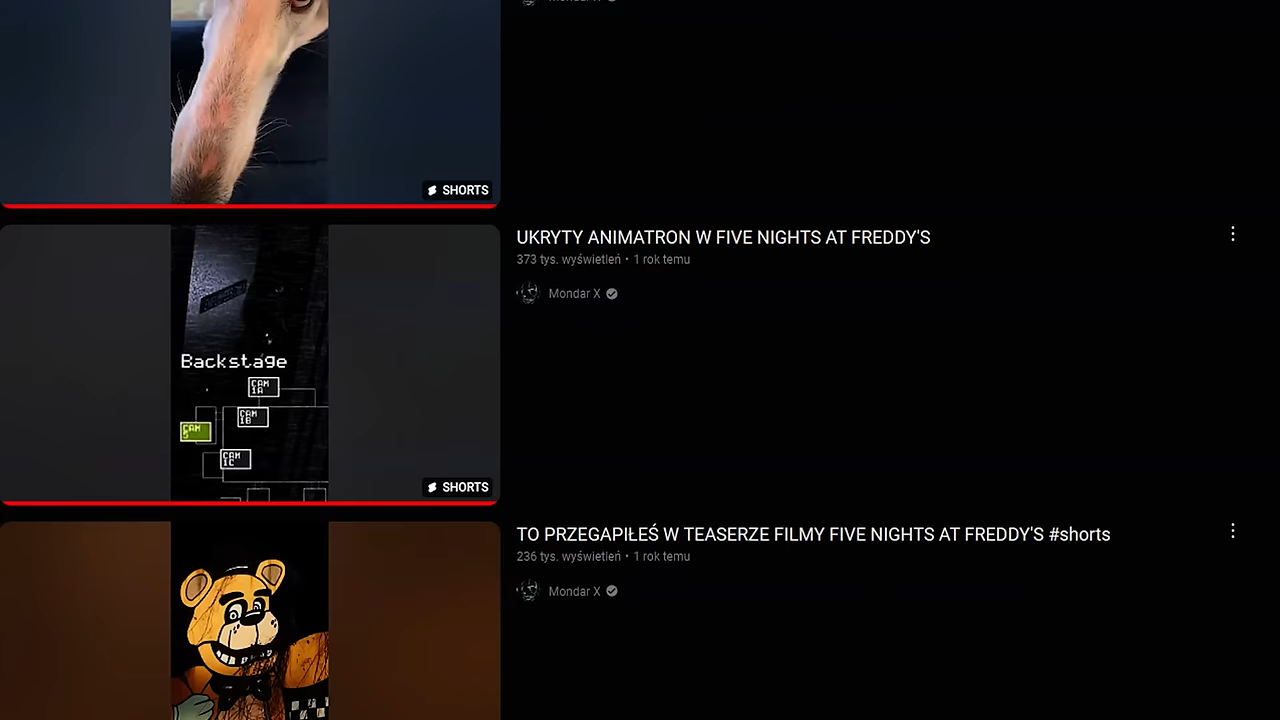 Mondar X
SHORTS
UKRYTY ANIMATRON W FIVE NIGHTS AT FREDDY'S
373 tys. wyświetleń • 1 rok temu
Mondar X
Backstage
CAM
1A
CAM
1B
CAM
5
CAM
1C
SHORTS
TO PRZEGAPIŁEŚ W TEASERZE FILMY FIVE NIGHTS AT FREDDY'S #shorts
236 tys. wyświetleń • 1 rok temu
Mondar X